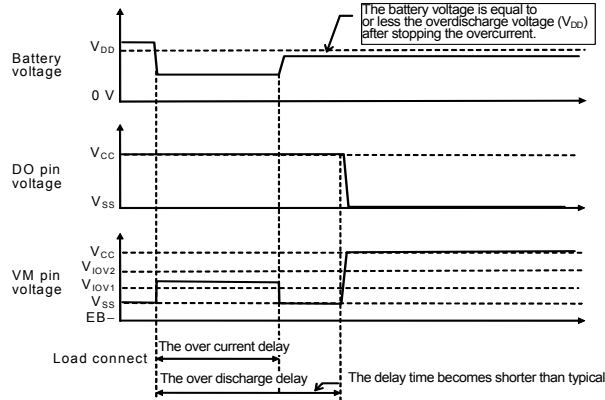 The battery voltage is equal to
or less the overdischarge voltage (VDD)
after stopping the overcurrent.
Battery
voltage
VDD
0 V
DO pin
voltage
VCC
VSS
VM pin
voltage
VCC
VIOV2
VIOV1
VSS
EB−
Load connect
The over current delay
The over discharge delay
The delay time becomes shorter than typical